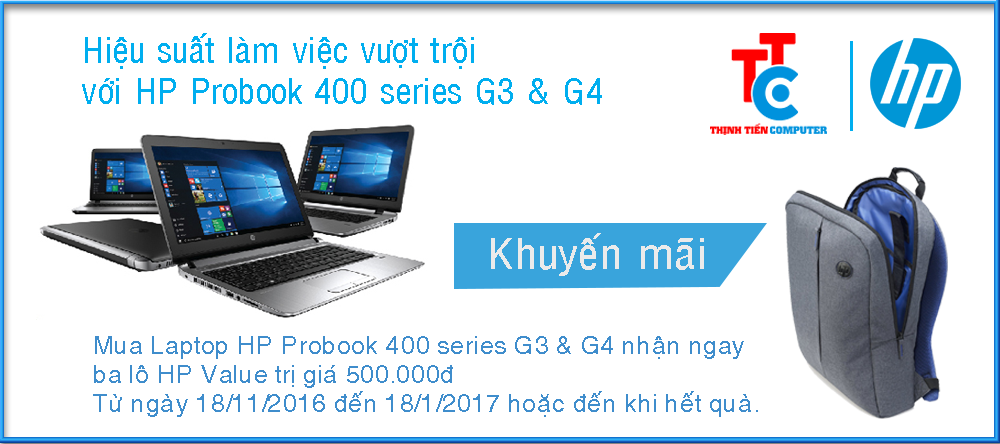 Hiệu suất làm việc vượt trội
với HP Probook 400 series G3 & G4
TTC
THỊNH TIẾN COMPUTER
hp
Khuyến mãi
Mua Laptop HP Probook 400 series G3 & G4 nhận ngay
ba lô HP Value trị giá 500.000đ
Từ ngày 18/11/2016 đến 18/1/2017 hoặc đến khi hết quà.